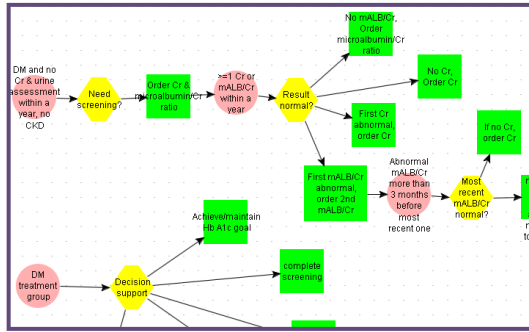 DM and no
Cr & urine
assessment
within a
year, no
CKD
Need
screening?
Order Cr &
microalbumin/Cr
ratio
>=1 Cr or
mALB/Cr
within a
year
Result
normal?
No mALB/Cr,
Order
microalbumin/Cr
ratio
No Cr,
Order Cr
First Cr
abnormal,
order Cr
First mALB/Cr
abnormal,
order 2nd
mALB/Cr
Abnormal
mALB/Cr
more than
3 months
before
most
recent one
Most
recent
mALB/Cr
normal?
If no Cr,
order Cr
DM
treatment
group
Decision
support
Achieve/maintain
Hb A1c goal
complete
screening